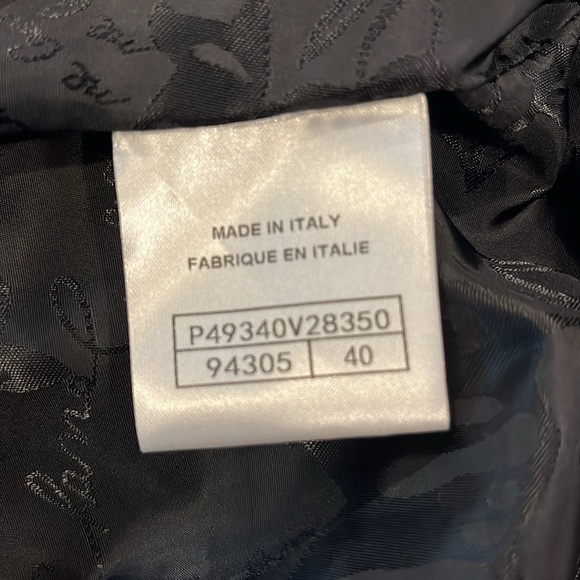 MADE IN ITALY
FABRIQUE EN ITALIE
P49340V28350
94305 40